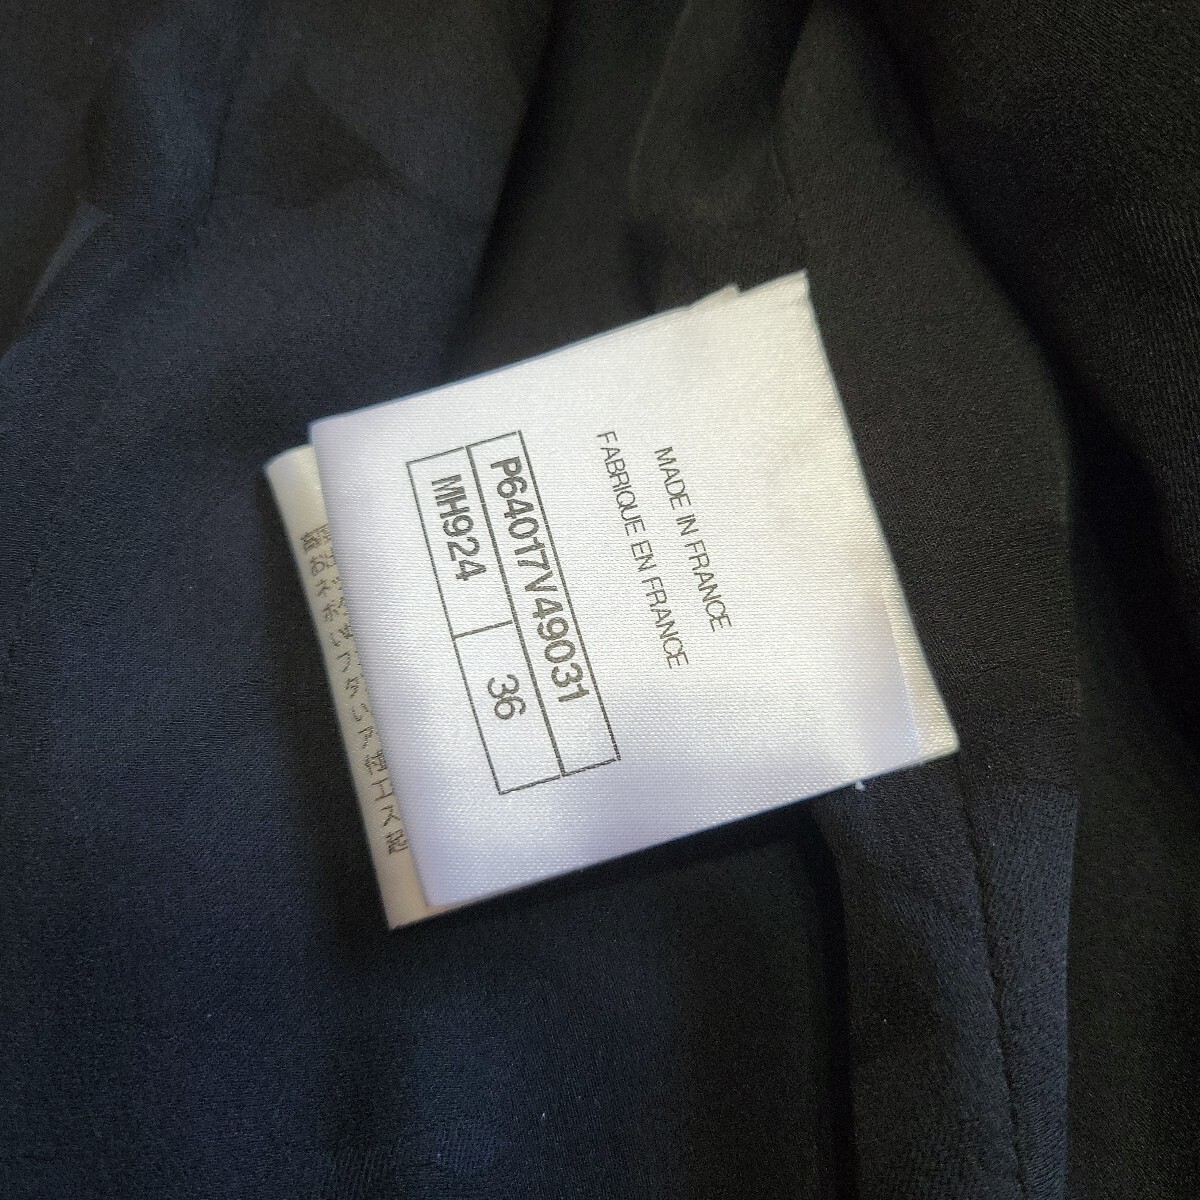 MADE IN FRANCE
FABRIQUE EN FRANCE
P64017V49031
MH924 36